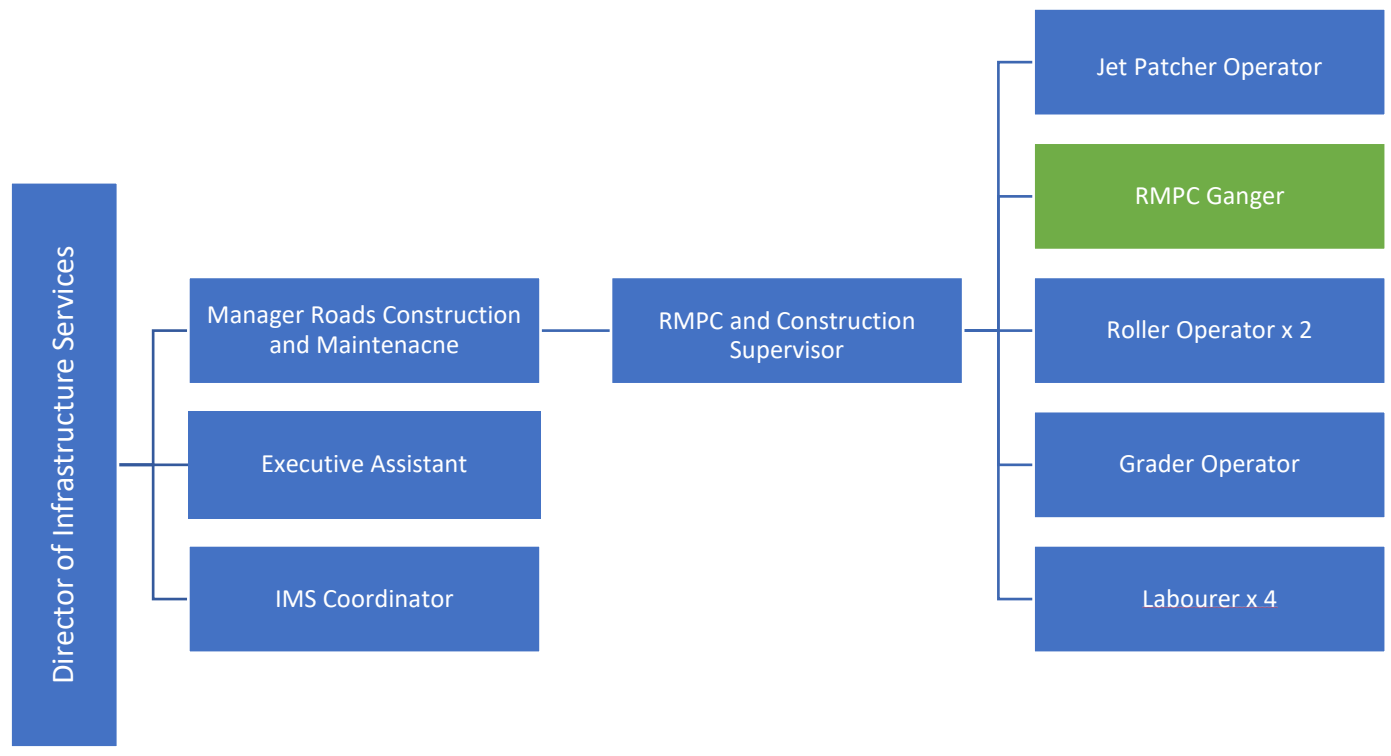 Director of Infrastructure Services
Manager Roads Construction
and Maintenacne
Executive Assistant
IMS Coordinator
RMPC and Construction
Supervisor
Jet Patcher Operator
RMPC Ganger
Roller Operator x 2
Grader Operator
Labourer x 4